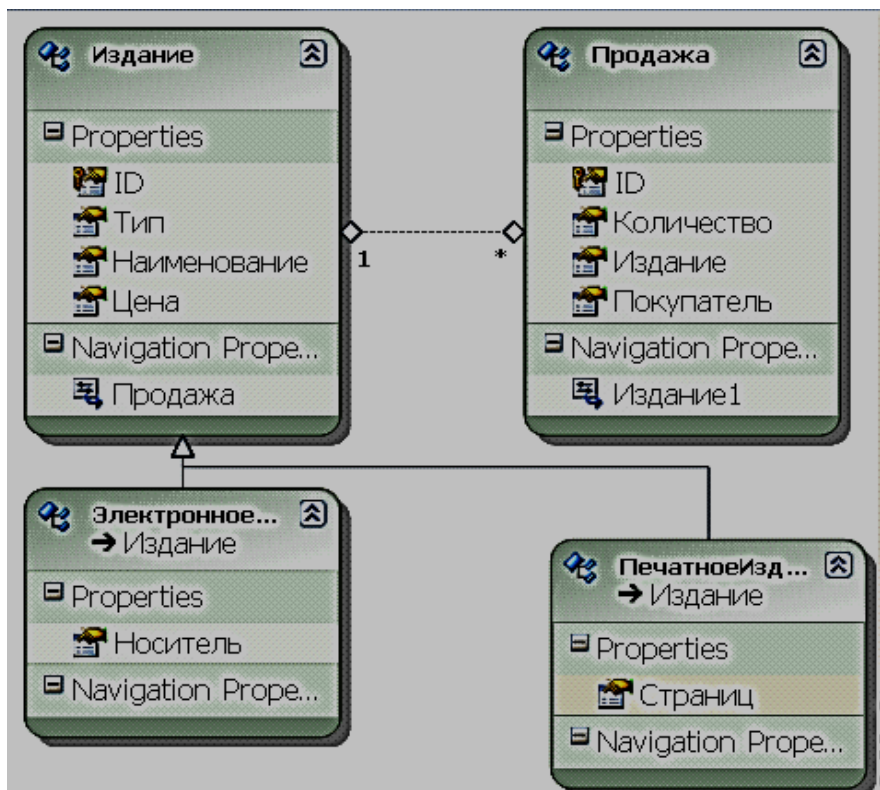 Издание
Properties
ID
Тип
Наименование
Цена
Navigation Prope...
Продажа
1
*
Продажа
Properties
ID
Количество
Издание
Покупатель
Navigation Prope...
Издание1
Электронное...
Издание
Properties
Носитель
Navigation Prope...
ПечатноеИзд...
Издание
Properties
Страниц
Navigation Prope...